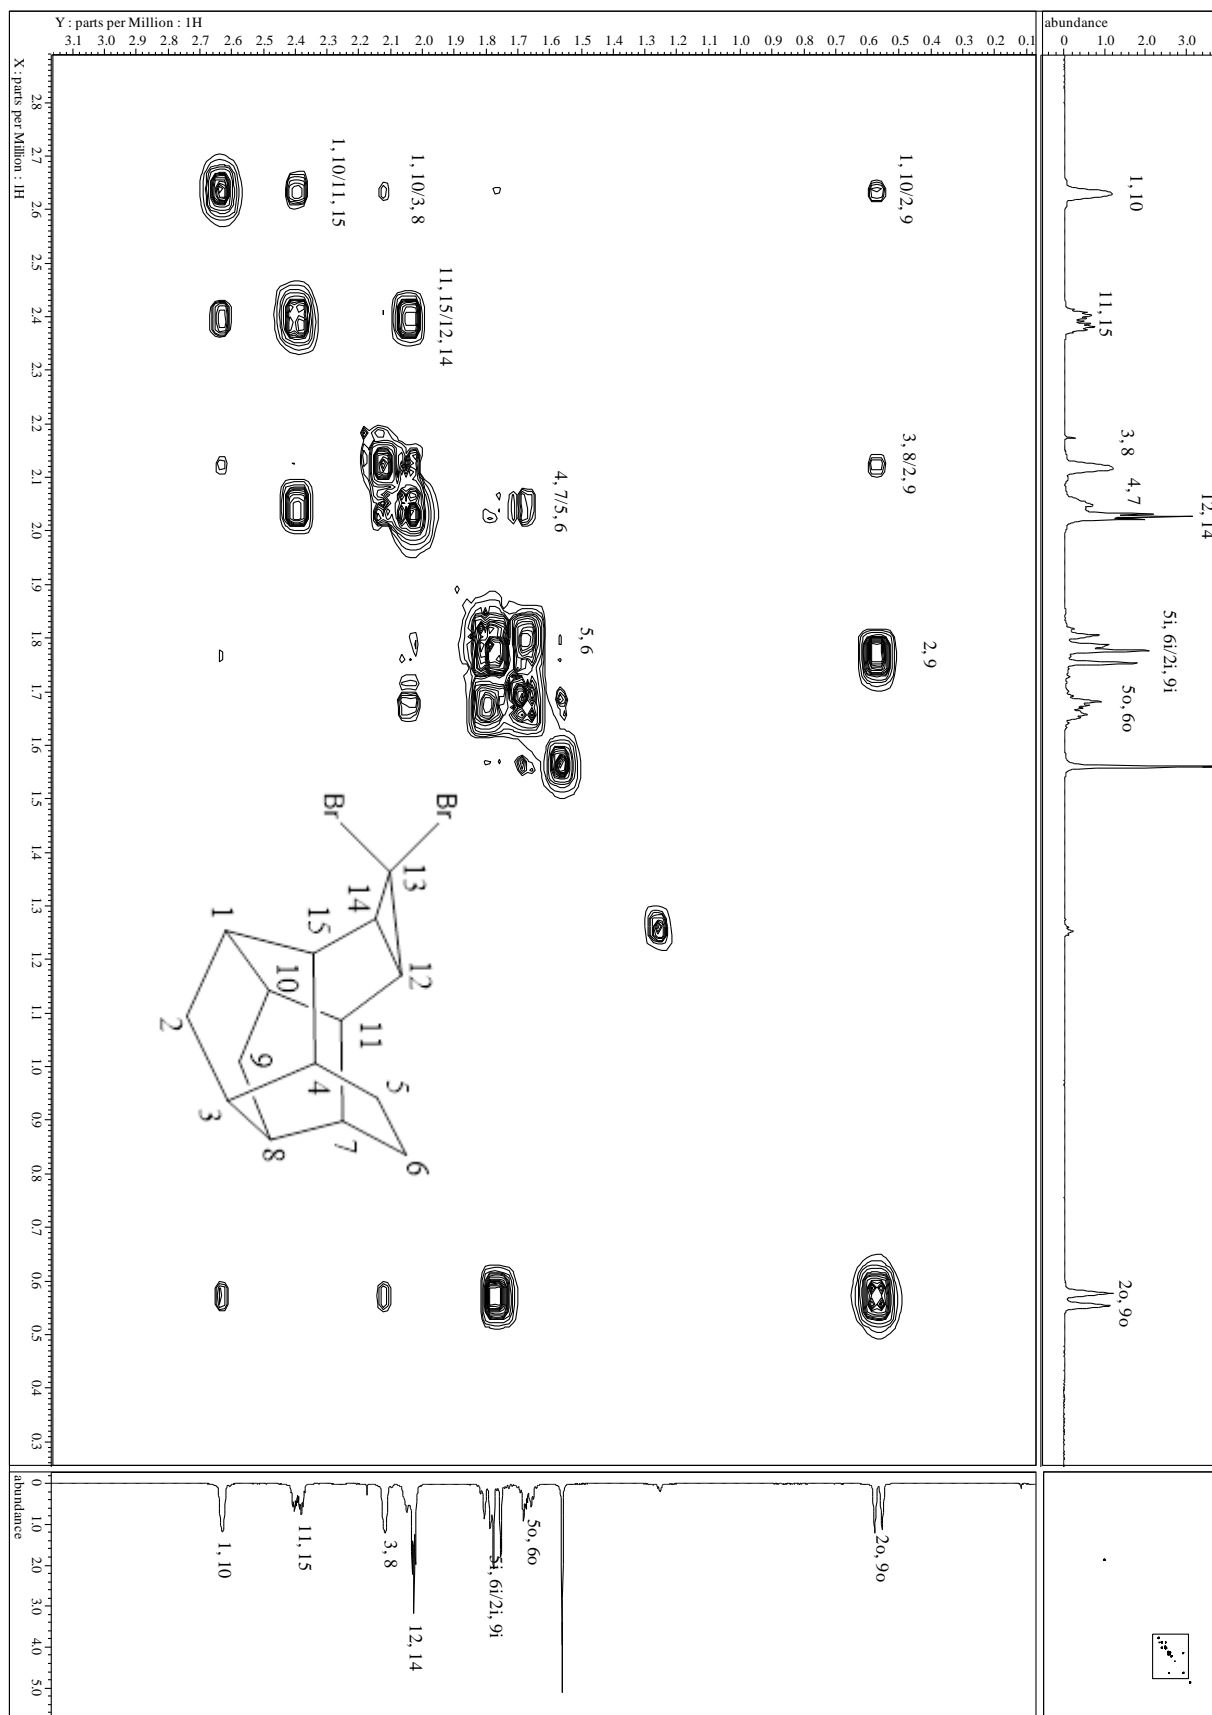 Y : parts per Million : 1H
3.1 3.0 2.9 2.8 2.7 2.6 2.5 2.4 2.3 2.2 2.1 2.0 1.9 1.8 1.7 1.6 1.5 1.4 1.3 1.2 1.1 1.0 0.9 0.8 0.7 0.6 0.5 0.4 0.3 0.2 0.1
abundance
0 1.0 2.0 3.0
X : parts per Million : 1H
2.8 2.7 2.6 2.5 2.4 2.3 2.2 2.1 2.0 1.9 1.8 1.7 1.6 1.5 1.4 1.3 1.2 1.1 1.0 0.9 0.8 0.7 0.6 0.5 0.4 0.3
1, 10/11, 15
1, 10/3, 8
1, 10/2, 9
11, 15/12, 14
3, 8/2, 9
4, 7/5, 6
5, 6
2, 9
1, 10
11, 15
3, 8
4, 7
12, 14
5i, 6i/2i, 9i
5o, 6o
2o, 9o
Br
Br
13
14
15
12
1
10
11
2
9
4
5
3
8
7
6
abundance
0 1.0 2.0 3.0 4.0 5.0
1, 10
11, 15
3, 8
12, 14
5i, 6i/2i, 9i
5o, 6o
2o, 9o